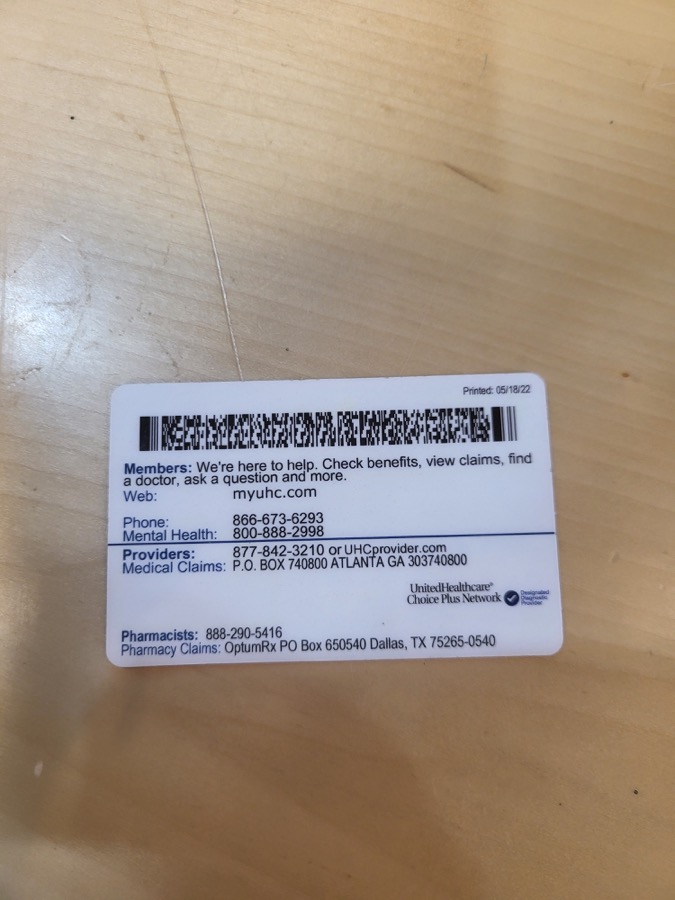 Printed: 05/18/22
Members: We're here to help. Check benefits, view claims, find
a doctor, ask a question and more.
Web: myuhc.com
Phone: 866-673-6293
Mental Health: 800-888-2998
Providers: 877-842-3210 or UHCprovider.com
Medical Claims: P.O. BOX 740800 ATLANTA GA 303740800
UnitedHealthcare®
Choice Plus Network
Designated
Diagnostic
Provider
Pharmacists: 888-290-5416
Pharmacy Claims: OptumRx PO Box 650540 Dallas, TX 75265-0540